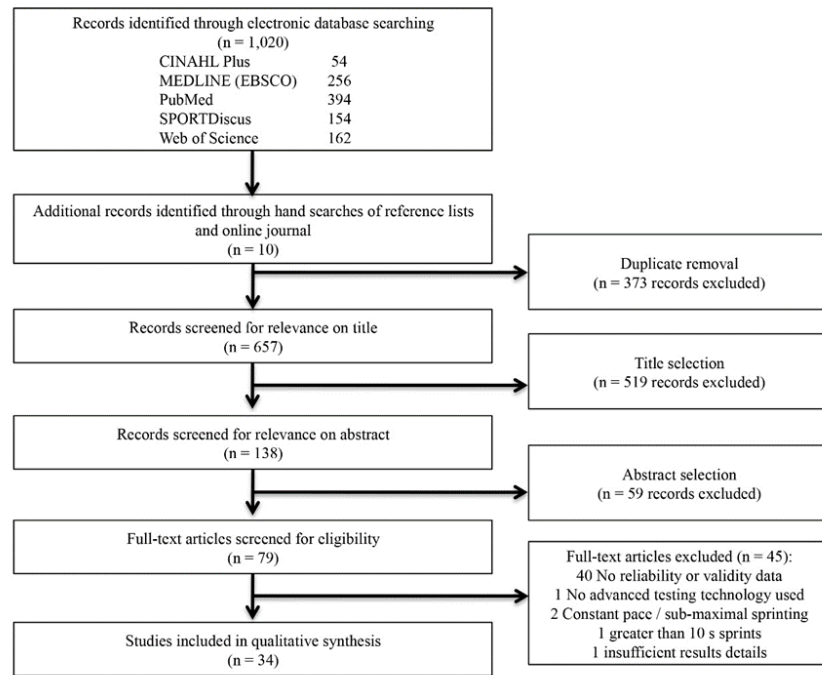 Records identified through electronic database searching
(n = 1,020)
CINAHL Plus 54
MEDLINE (EBSCO) 256
PubMed 394
SPORTDiscus 154
Web of Science 162
Additional records identified through hand searches of reference lists
and online journal
(n = 10)
Duplicate removal
(n = 373 records excluded)
Records screened for relevance on title
(n = 657)
Title selection
(n = 519 records excluded)
Records screened for relevance on abstract
(n = 138)
Abstract selection
(n = 59 records excluded)
Full-text articles screened for eligibility
(n = 79)
Full-text articles excluded (n = 45):
40 No reliability or validity data
1 No advanced testing technology used
2 Constant pace / sub-maximal sprinting
1 greater than 10 s sprints
1 insufficient results details
Studies included in qualitative synthesis
(n = 34)